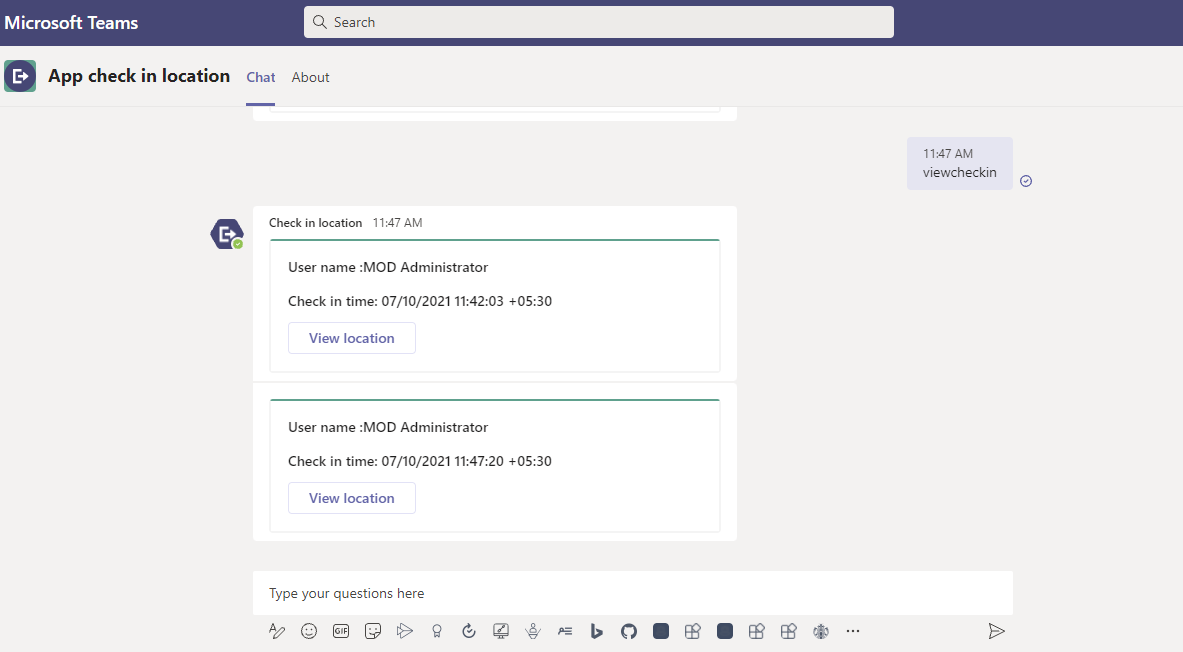 Microsoft Teams
Search
App check in location
Chat
About
11:47 AM
viewcheckin
Check in location 11:47 AM
User name :MOD Administrator
Check in time: 07/10/2021 11:42:03 +05:30
View location
User name :MOD Administrator
Check in time: 07/10/2021 11:47:20 +05:30
View location
Type your questions here
GIF